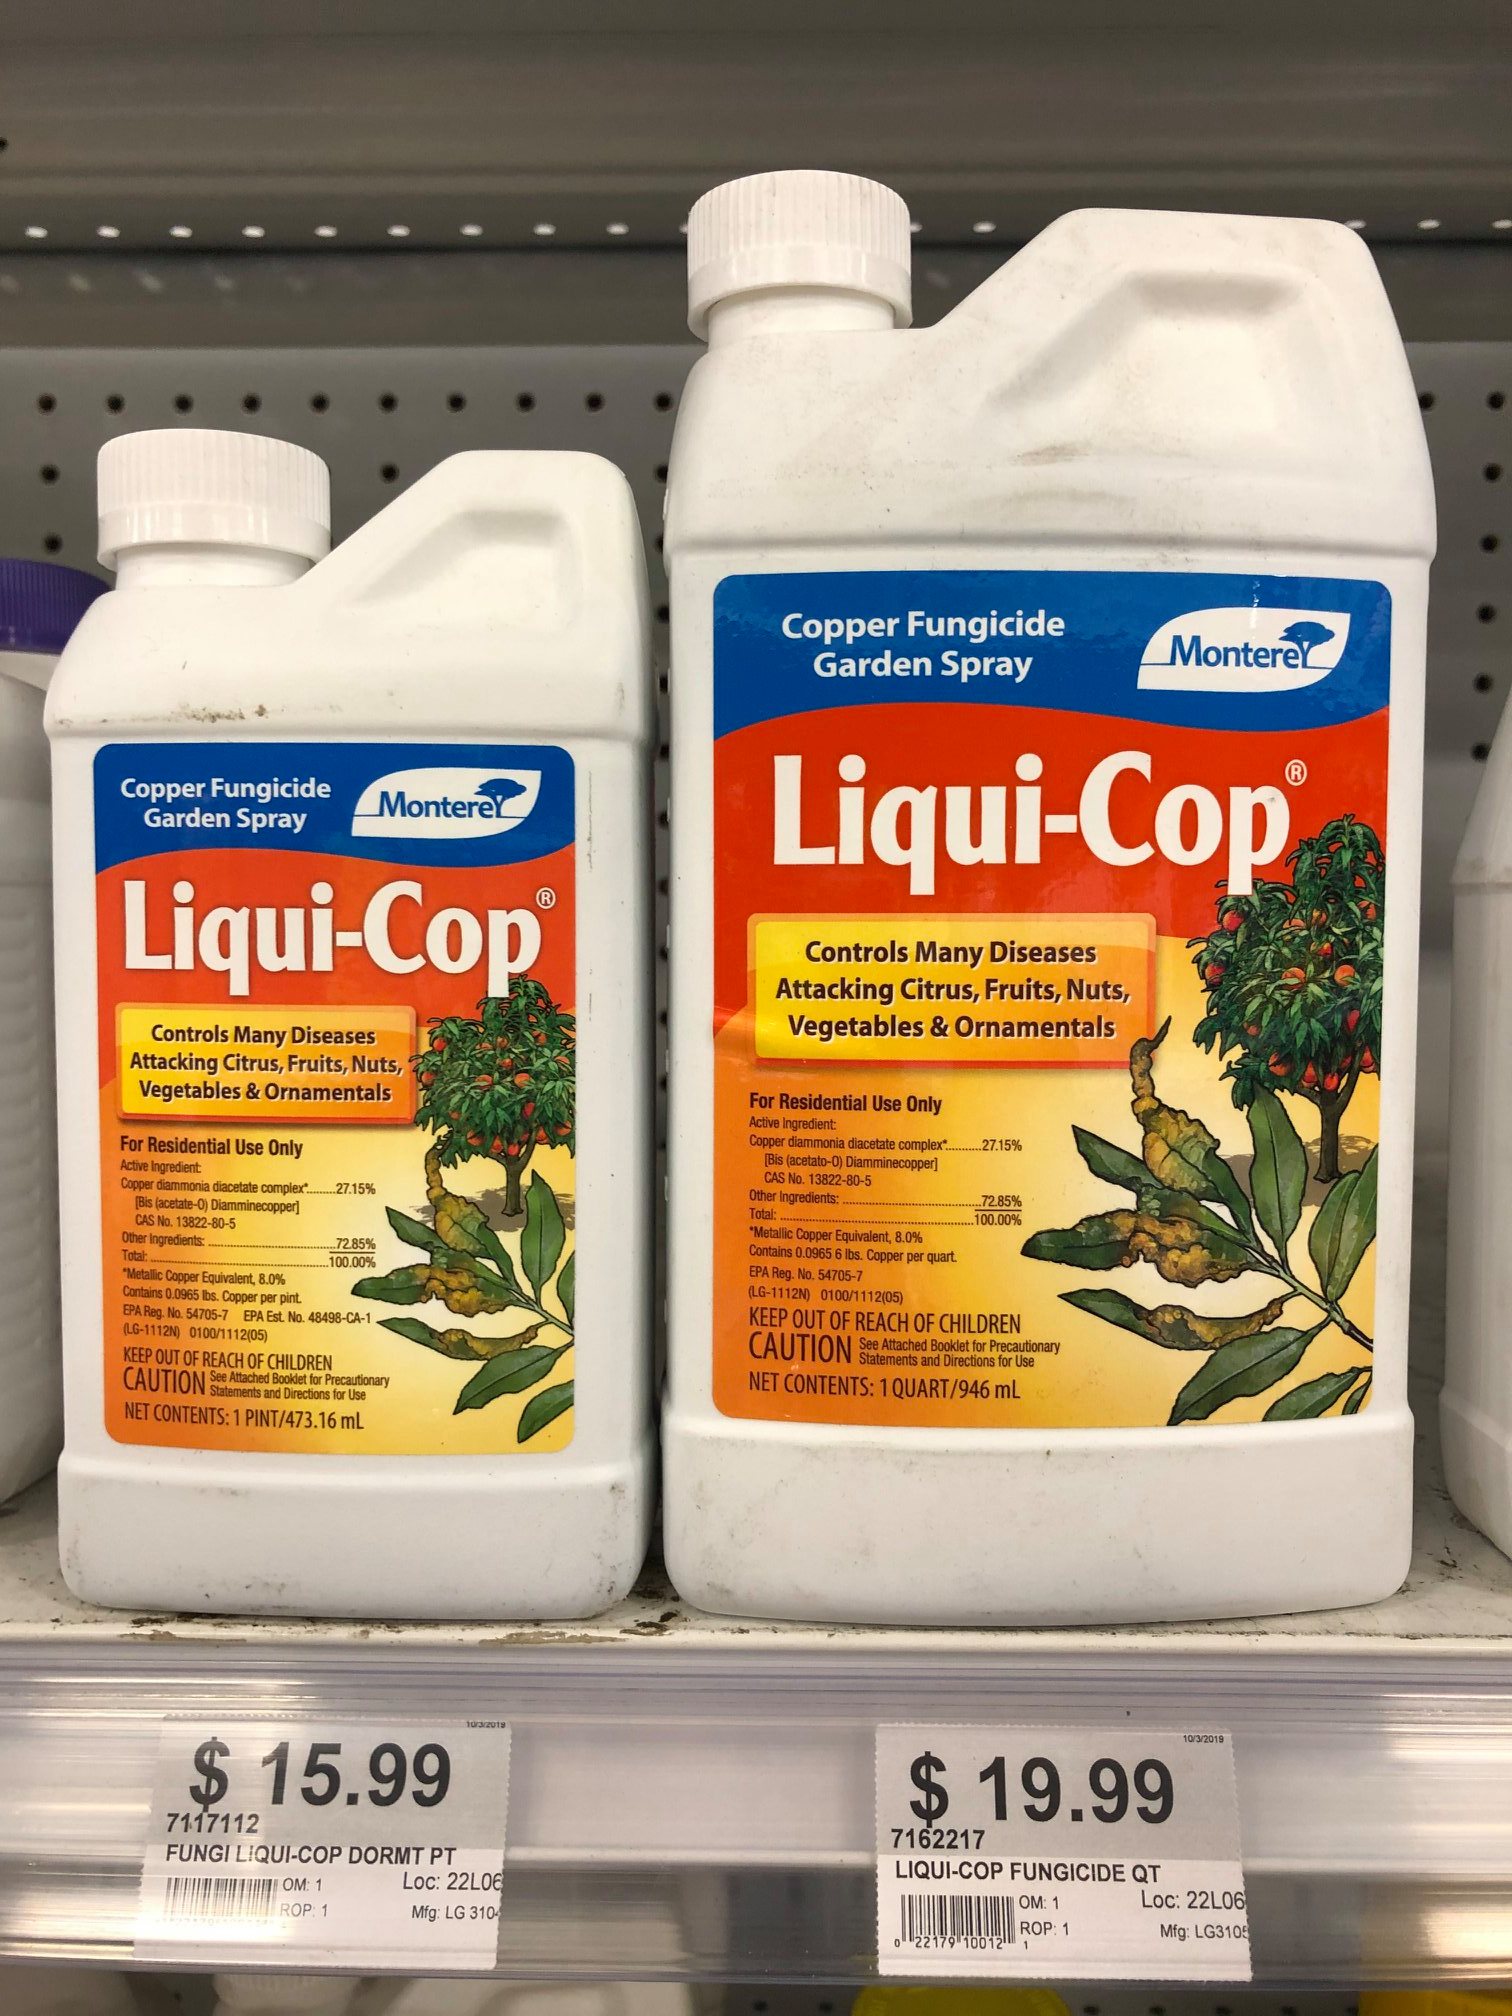 Copper Fungicide
Garden Spray
Monterey
Liqui-Cop®
Controls Many Diseases
Attacking Citrus, Fruits, Nuts,
Vegetables & Ornamentals
For Residential Use Only
Active Ingredient:
Copper diammonia diacetate complex*.........27.15%
[Bis (acetate-O) Diamminecopper]
CAS No. 13822-80-5
Other Ingredients: ................................72.85%
Total: .............................................100.00%
*Metallic Copper Equivalent, 8.0%
Contains 0.0965 lbs. Copper per pint.
EPA Reg. No. 54705-7 EPA Est. No. 48498-CA-1
(LG-1112N) 0100/1112(05)
KEEP OUT OF REACH OF CHILDREN
CAUTION See Attached Booklet for Precautionary
Statements and Directions for Use
NET CONTENTS: 1 PINT/473.16 mL
Copper Fungicide
Garden Spray
Monterey
Liqui-Cop®
Controls Many Diseases
Attacking Citrus, Fruits, Nuts,
Vegetables & Ornamentals
For Residential Use Only
Active Ingredient:
Copper diammonia diacetate complex*...........27.15%
[Bis (acetato-O) Diamminecopper]
CAS No. 13822-80-5
Other Ingredients: ..................................72.85%
Total: ................................................100.00%
*Metallic Copper Equivalent, 8.0%
Contains 0.0965 6 lbs. Copper per quart.
EPA Reg. No. 54705-7
(LG-1112N) 0100/1112(05)
KEEP OUT OF REACH OF CHILDREN
CAUTION See Attached Booklet for Precautionary
Statements and Directions for Use
NET CONTENTS: 1 QUART/946 mL
10/3/2019
$ 15.99
7117112
FUNGI LIQUI-COP DORMT PT
OM: 1 Loc: 22L06
ROP: 1 Mfg: LG 310
10/3/2019
$ 19.99
7162217
LIQUI-COP FUNGICIDE QT
OM: 1 Loc: 22L06
ROP: 1 Mfg: LG3105
0 22179 10012 1